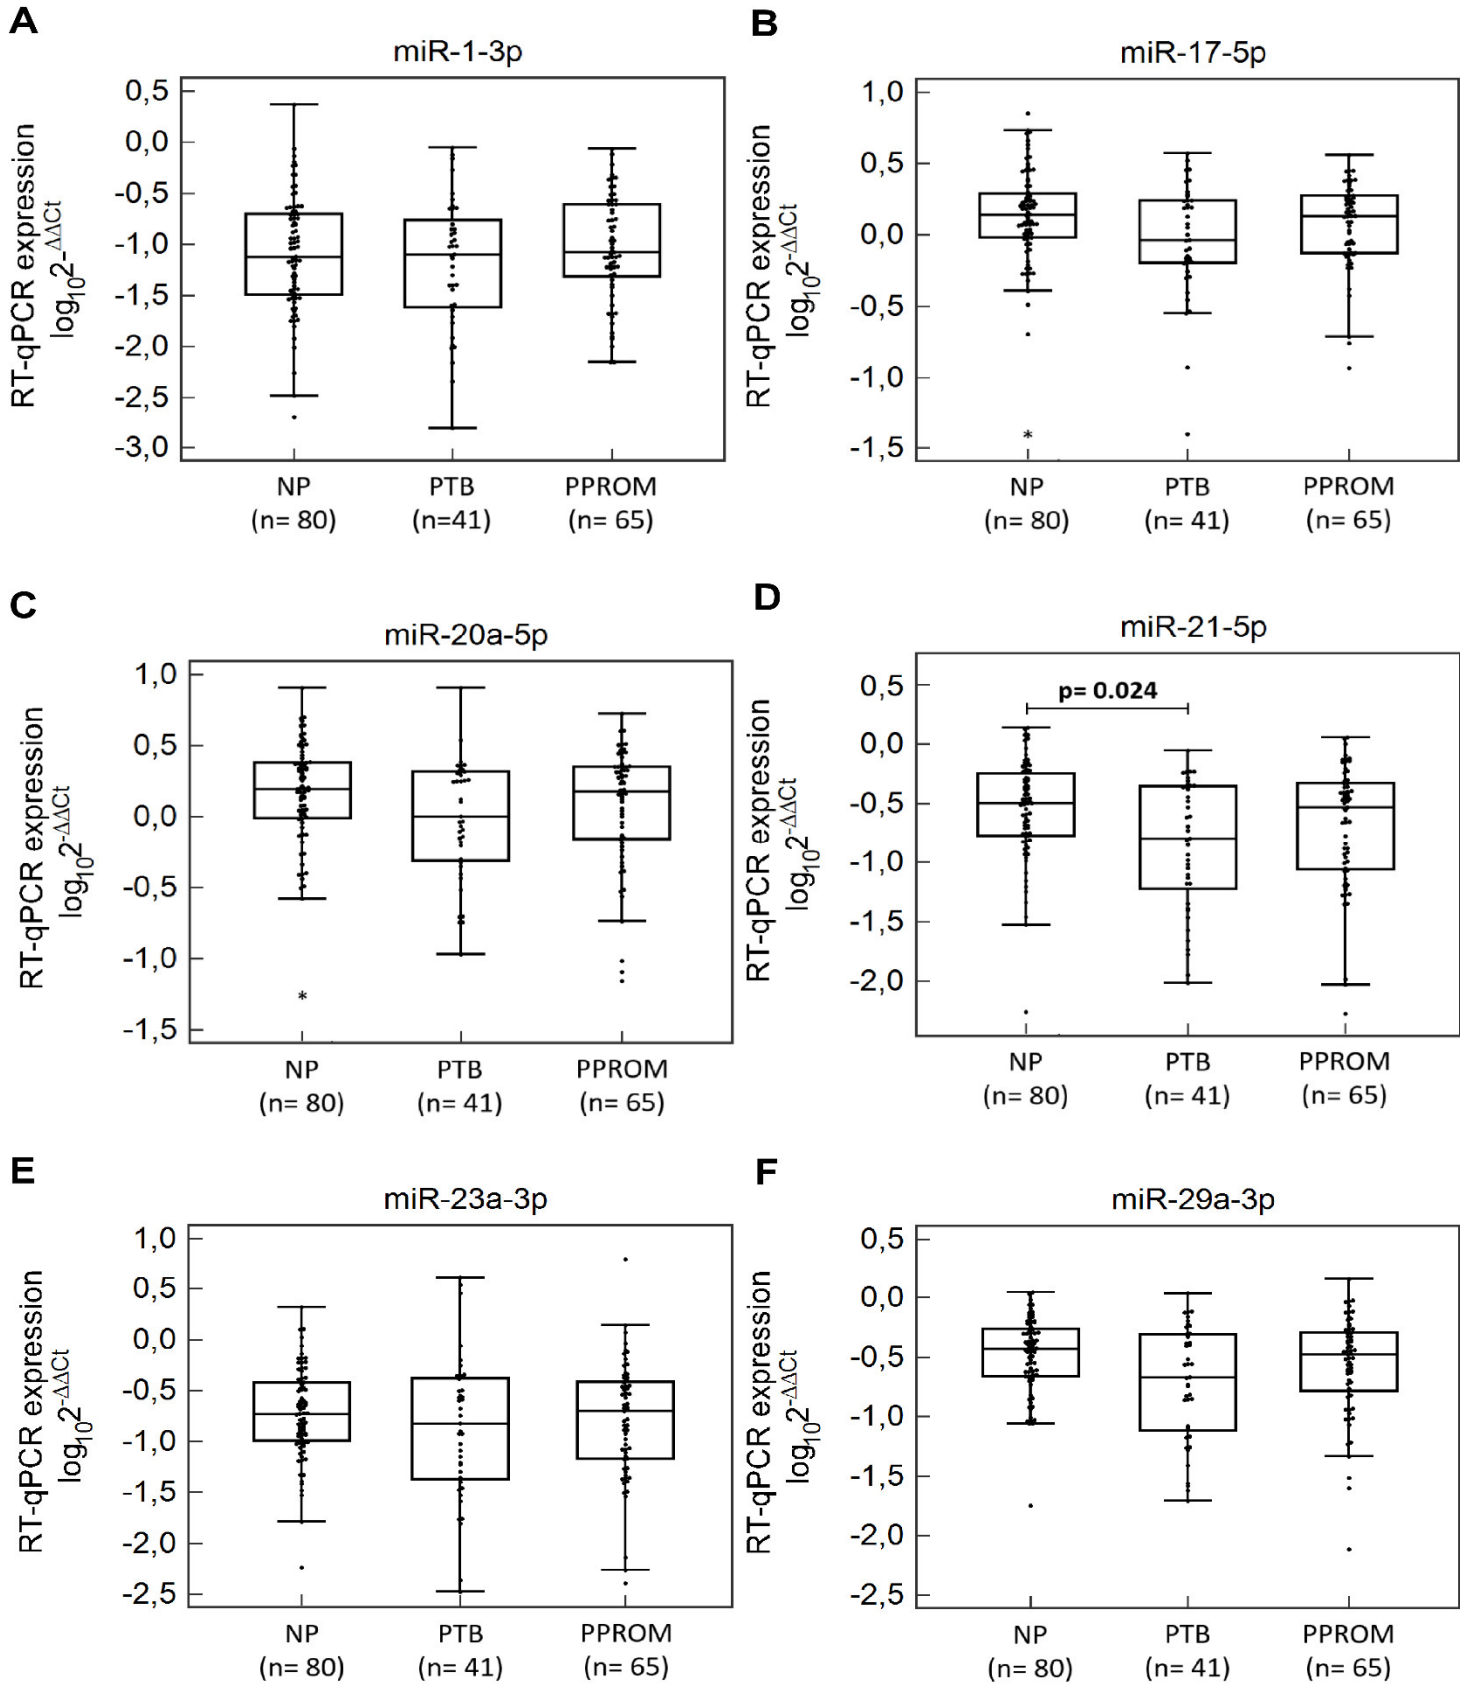 A
miR-1-3p
RT-qPCR expression
log₁₀2-ΔΔCt
0,5
0,0
-0,5
-1,0
-1,5
-2,0
-2,5
-3,0
NP
(n= 80)
PTB
(n=41)
PPROM
(n= 65)
B
miR-17-5p
RT-qPCR expression
log₁₀2-ΔΔCt
1,0
0,5
0,0
-0,5
-1,0
-1,5
*
NP
(n= 80)
PTB
(n= 41)
PPROM
(n= 65)
C
miR-20a-5p
RT-qPCR expression
log₁₀2-ΔΔCt
1,0
0,5
0,0
-0,5
-1,0
-1,5
*
NP
(n= 80)
PTB
(n= 41)
PPROM
(n= 65)
D
miR-21-5p
RT-qPCR expression
log₁₀2-ΔΔCt
0,5
0,0
-0,5
-1,0
-1,5
-2,0
p= 0.024
NP
(n= 80)
PTB
(n= 41)
PPROM
(n= 65)
E
miR-23a-3p
RT-qPCR expression
log₁₀2-ΔΔCt
1,0
0,5
0,0
-0,5
-1,0
-1,5
-2,0
-2,5
NP
(n= 80)
PTB
(n= 41)
PPROM
(n= 65)
F
miR-29a-3p
RT-qPCR expression
log₁₀2-ΔΔCt
0,5
0,0
-0,5
-1,0
-1,5
-2,0
-2,5
NP
(n= 80)
PTB
(n= 41)
PPROM
(n= 65)